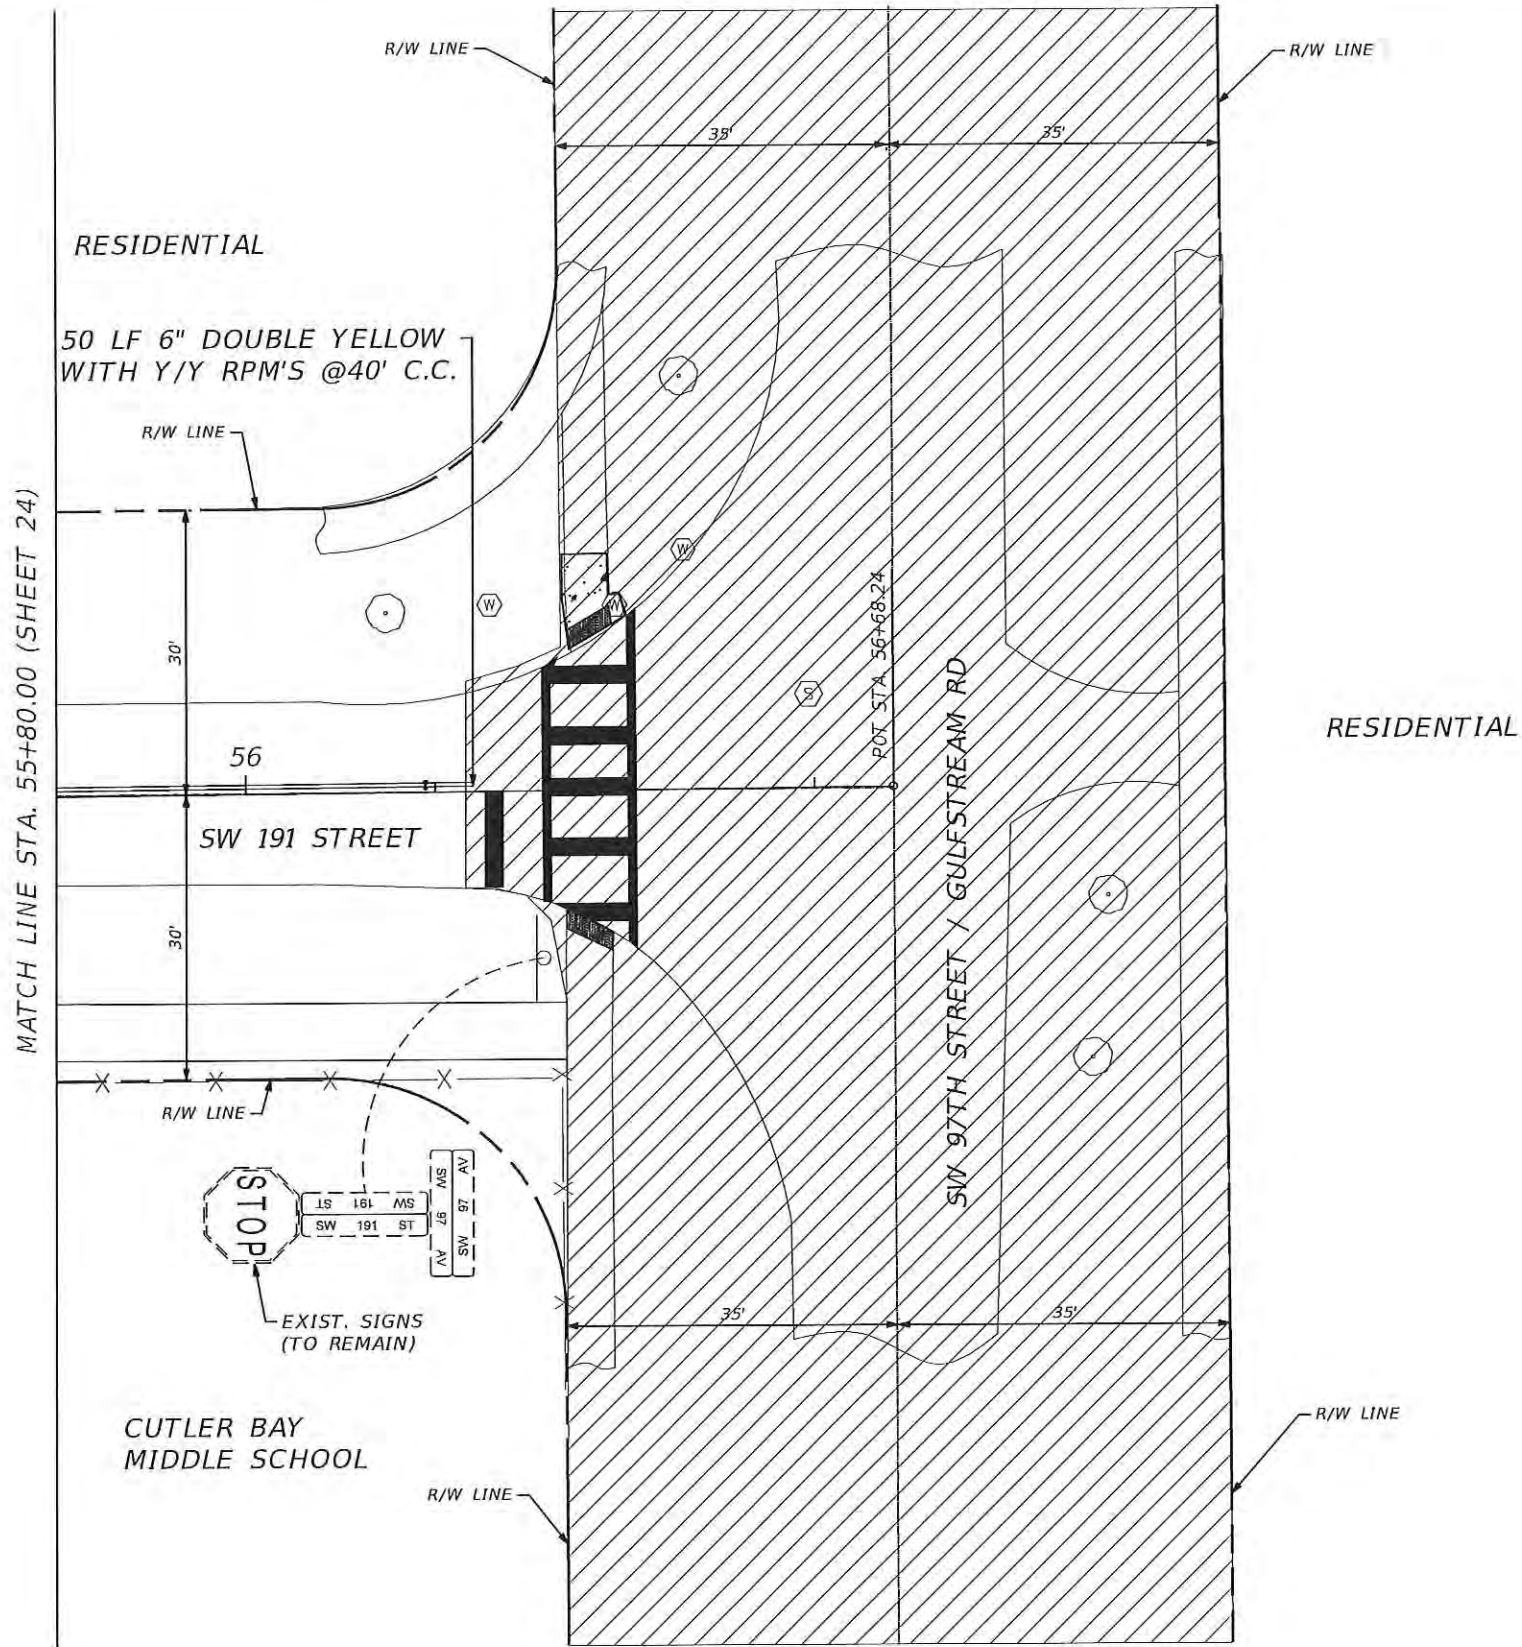 R/W LINE
R/W LINE
35'
35'
RESIDENTIAL
50 LF 6" DOUBLE YELLOW
WITH Y/Y RPM'S @40' C.C.
R/W LINE
MATCH LINE STA. 55+80.00 (SHEET 24)
30'
W
W
W
S
POT STA. 56+68.24
RESIDENTIAL
56
SW 191 STREET
SW 97TH STREET / GULFSTREAM RD
30'
R/W LINE
STOP
SW 191 ST
SW 191 ST
SW 97 AV
SW 97 AV
EXIST. SIGNS
(TO REMAIN)
35'
35'
CUTLER BAY
MIDDLE SCHOOL
R/W LINE
R/W LINE